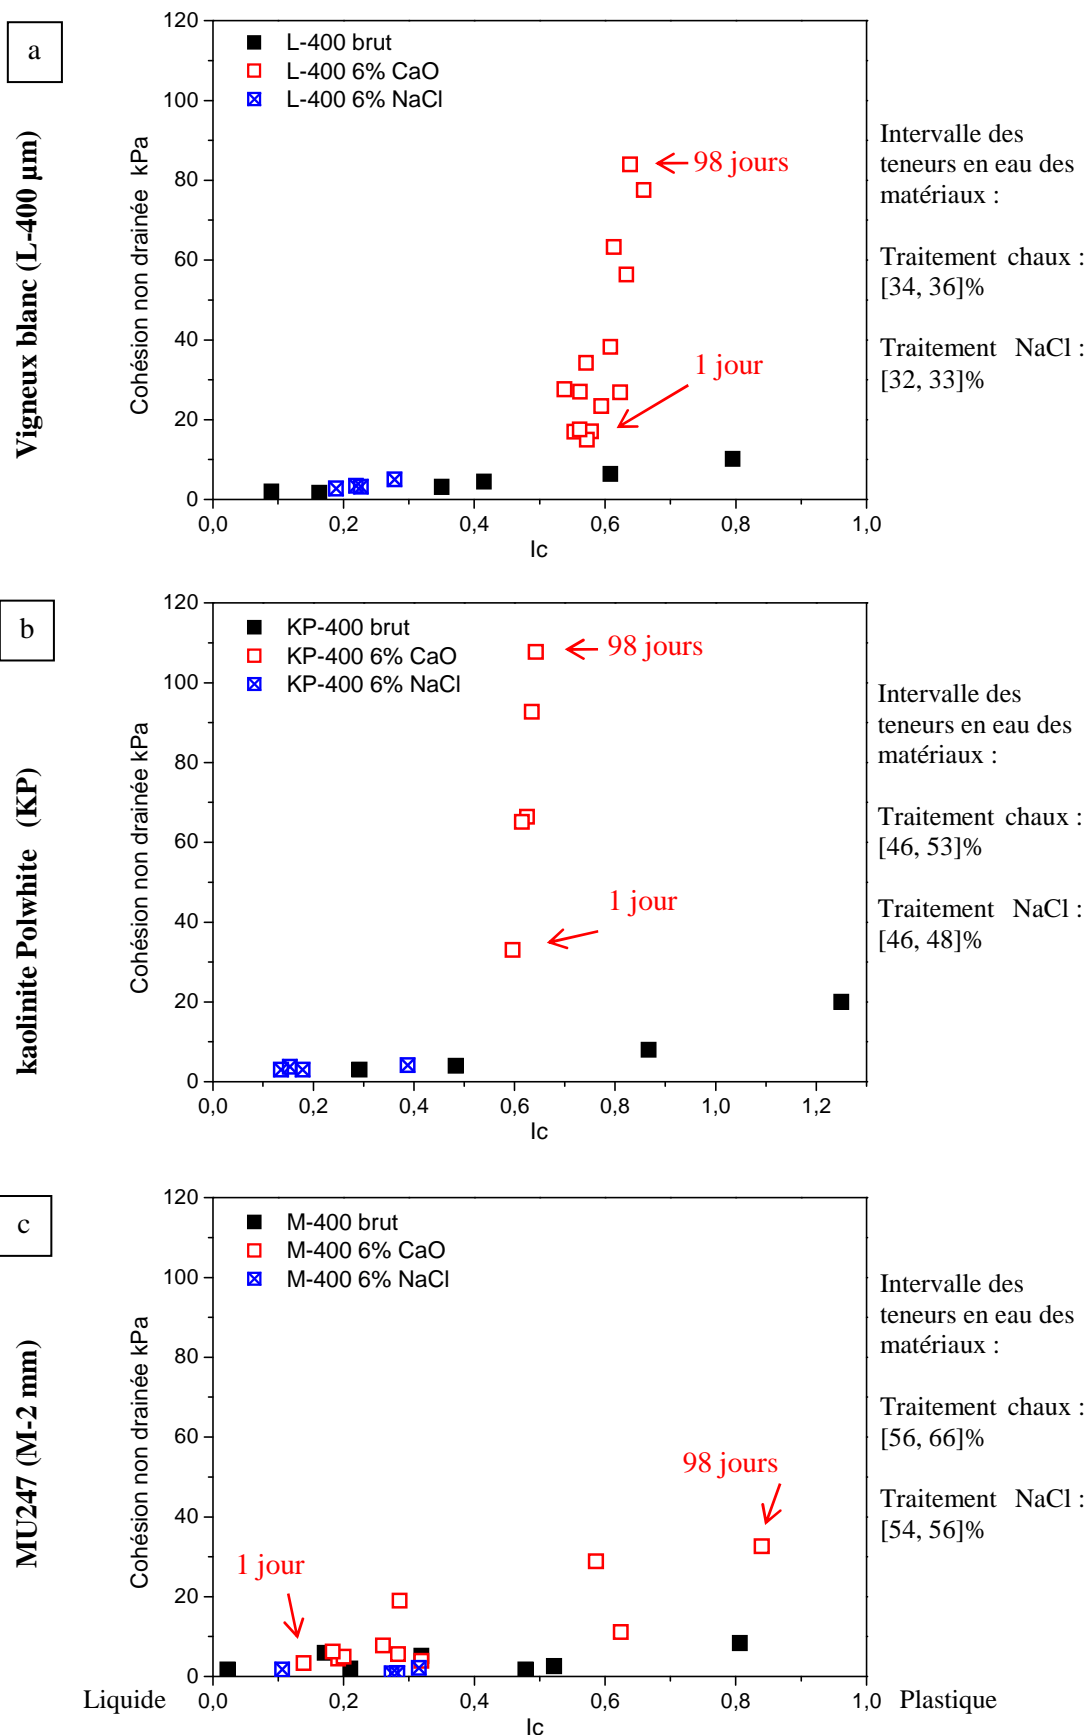 a
Vigneux blanc (L-400 µm)
Cohésion non drainée kPa
120
100
80
60
40
20
0
L-400 brut
L-400 6% CaO
L-400 6% NaCl
98 jours
1 jour
0,0 0,2 0,4 0,6 0,8 1,0
Ic
Intervalle des
teneurs en eau des
matériaux :
Traitement chaux :
[34, 36]%
Traitement NaCl :
[32, 33]%
b
kaolinite Polwhite (KP)
Cohésion non drainée kPa
120
100
80
60
40
20
0
KP-400 brut
KP-400 6% CaO
KP-400 6% NaCl
98 jours
1 jour
0,0 0,2 0,4 0,6 0,8 1,0 1,2
Ic
Intervalle des
teneurs en eau des
matériaux :
Traitement chaux :
[46, 53]%
Traitement NaCl :
[46, 48]%
c
MU247 (M-2 mm)
Cohésion non drainée kPa
120
100
80
60
40
20
0
M-400 brut
M-400 6% CaO
M-400 6% NaCl
98 jours
1 jour
Liquide
0,0 0,2 0,4 0,6 0,8 1,0
Plastique
Ic
Intervalle des
teneurs en eau des
matériaux :
Traitement chaux :
[56, 66]%
Traitement NaCl :
[54, 56]%